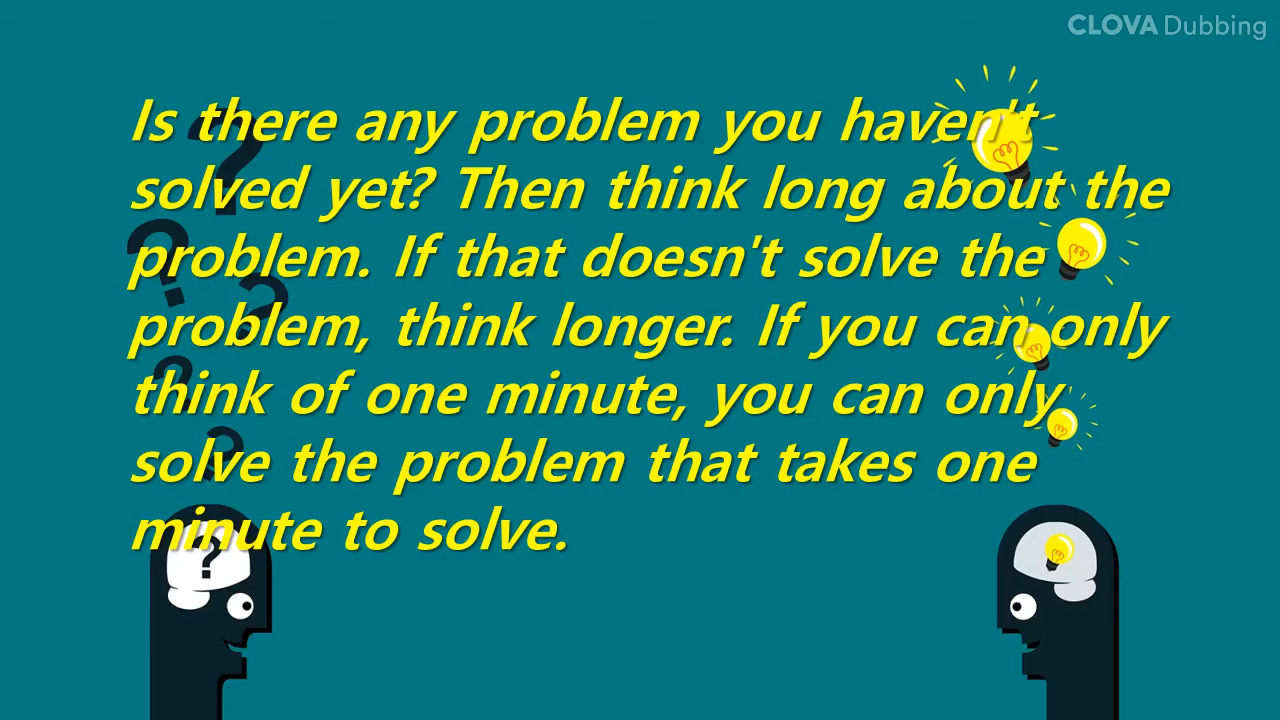 CLOVA Dubbing
Is there any problem you haven't
solved yet? Then think long about the
problem. If that doesn't solve the
problem, think longer. If you can only
think of one minute, you can only
solve the problem that takes one
minute to solve.